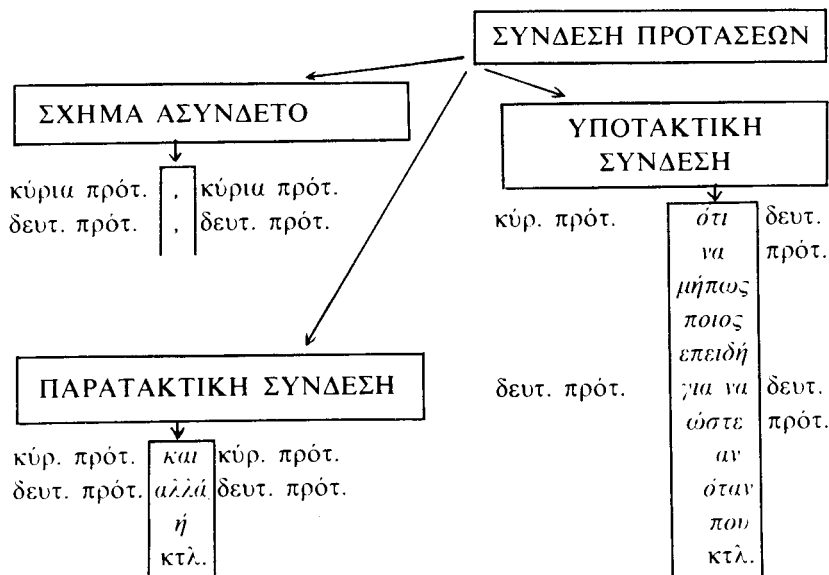 ΣΥΝΔΕΣΗ ΠΡΟΤΑΣΕΩΝ
ΣΧΗΜΑ ΑΣΥΝΔΕΤΟ
κύρια πρότ. , κύρια πρότ.
δευτ. πρότ. , δευτ. πρότ.
ΥΠΟΤΑΚΤΙΚΗ
ΣΥΝΔΕΣΗ
κύρ. πρότ. ότι δευτ.
να πρότ.
μήπως
ποιος
επειδή
δευτ. πρότ. για να δευτ.
ώστε πρότ.
αν
όταν
που
κτλ.
ΠΑΡΑΤΑΚΤΙΚΗ ΣΥΝΔΕΣΗ
κύρ. πρότ. και κύρ. πρότ.
δευτ. πρότ. αλλά δευτ. πρότ.
ή
κτλ.